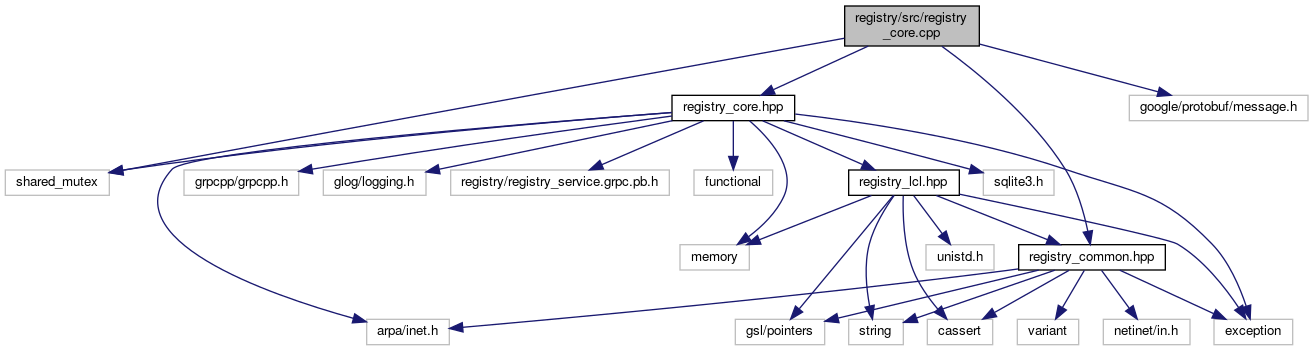 registry/src/registry
_core.cpp
registry_core.hpp
google/protobuf/message.h
shared_mutex
grpcpp/grpcpp.h
glog/logging.h
registry/registry_service.grpc.pb.h
functional
registry_lcl.hpp
sqlite3.h
memory
unistd.h
registry_common.hpp
arpa/inet.h
gsl/pointers
string
cassert
variant
netinet/in.h
exception